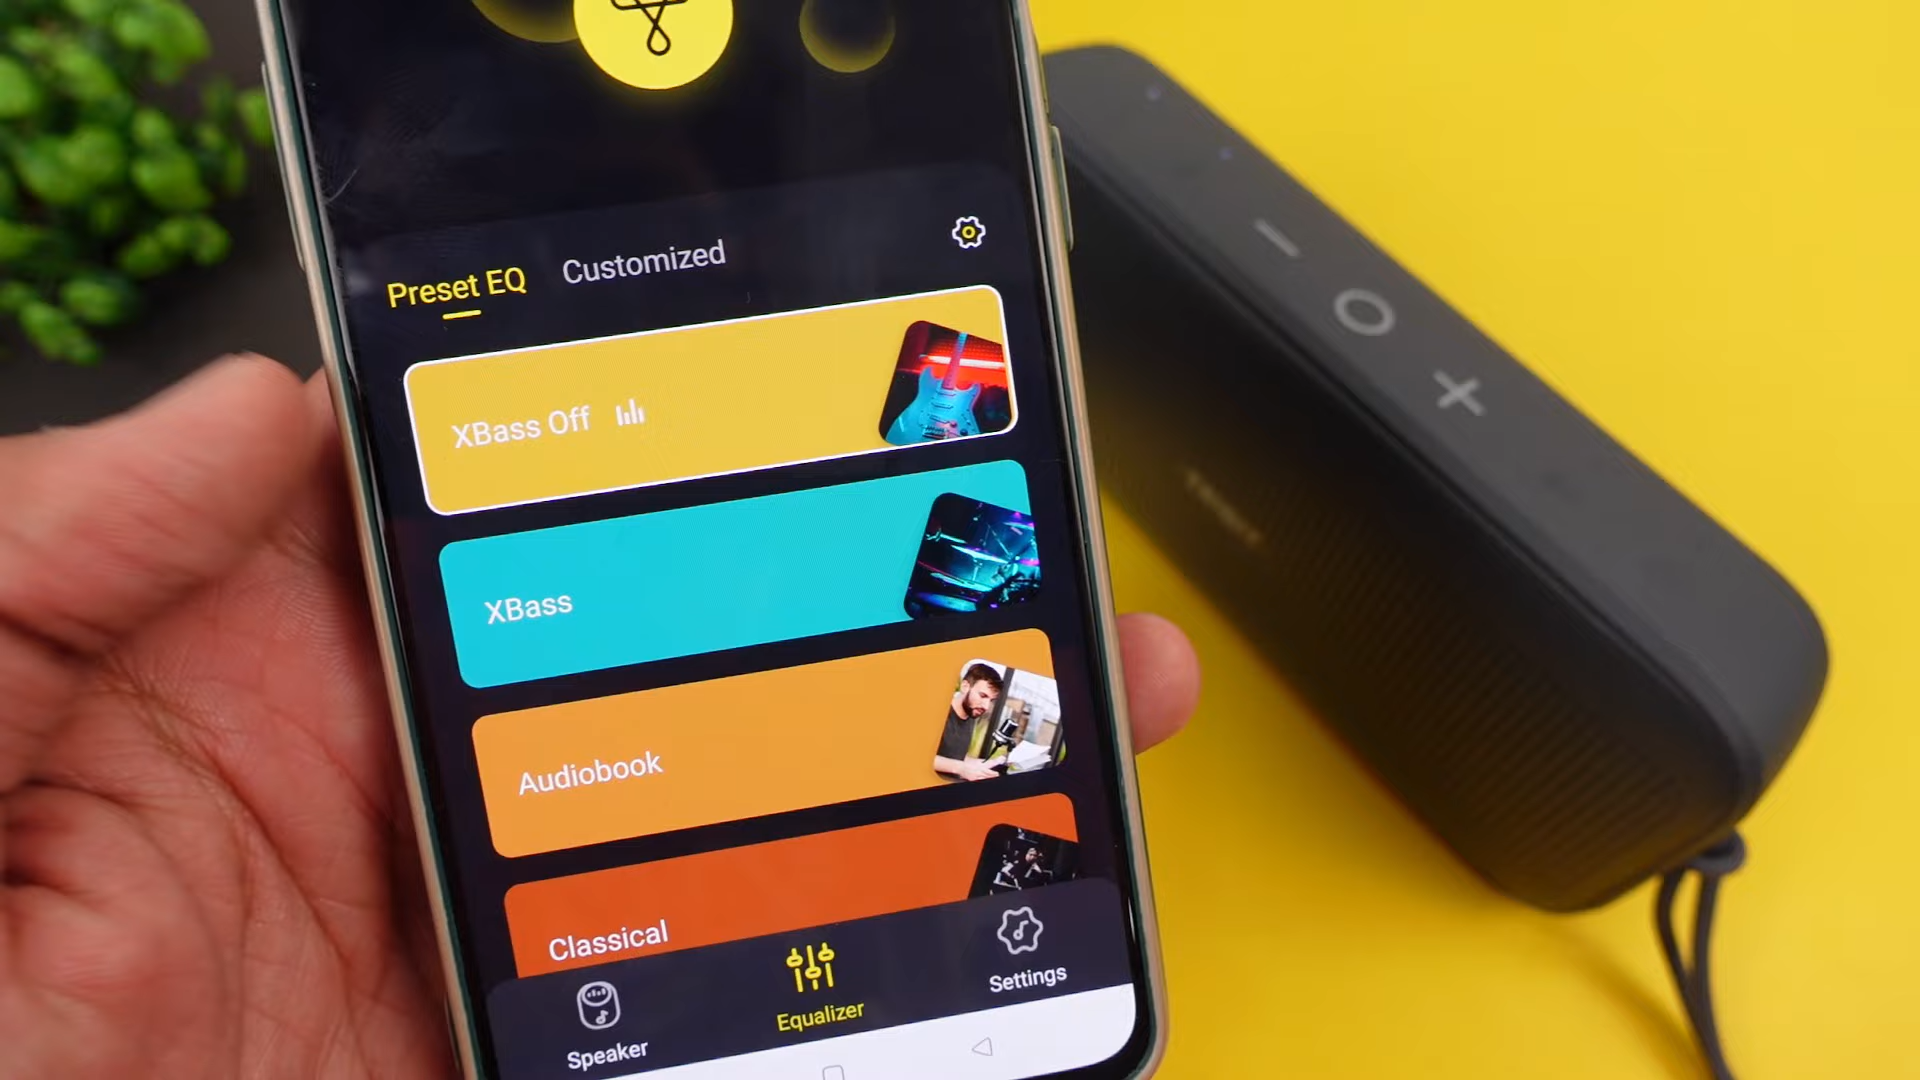 Preset EQ
Customized
XBass Off
XBass
Audiobook
Classical
Speaker
Equalizer
Settings